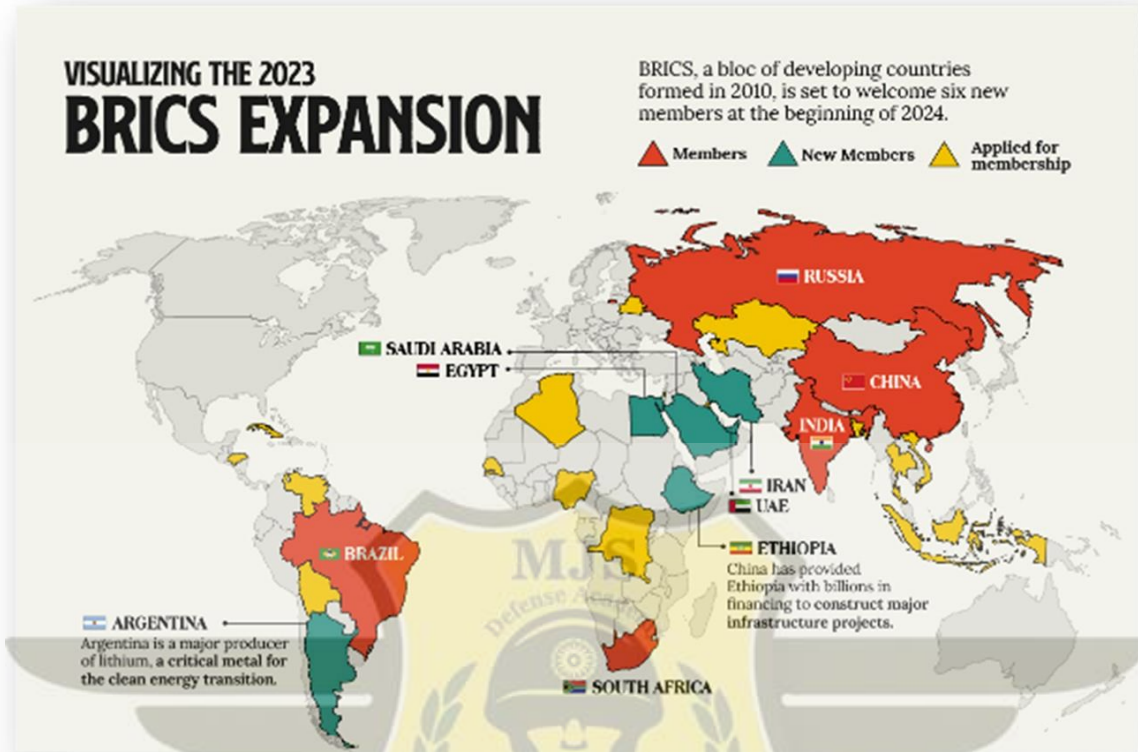 VISUALIZING THE 2023
BRICS EXPANSION
BRICS, a bloc of developing countries
formed in 2010, is set to welcome six new
members at the beginning of 2024.
Members
New Members
Applied for
membership
RUSSIA
SAUDI ARABIA
EGYPT
CHINA
INDIA
IRAN
UAE
BRAZIL
ETHIOPIA
China has provided
Ethiopia with billions in
financing to construct major
infrastructure projects.
ARGENTINA
Argentina is a major producer
of lithium, a critical metal for
the clean energy transition.
SOUTH AFRICA
MJS
Defense